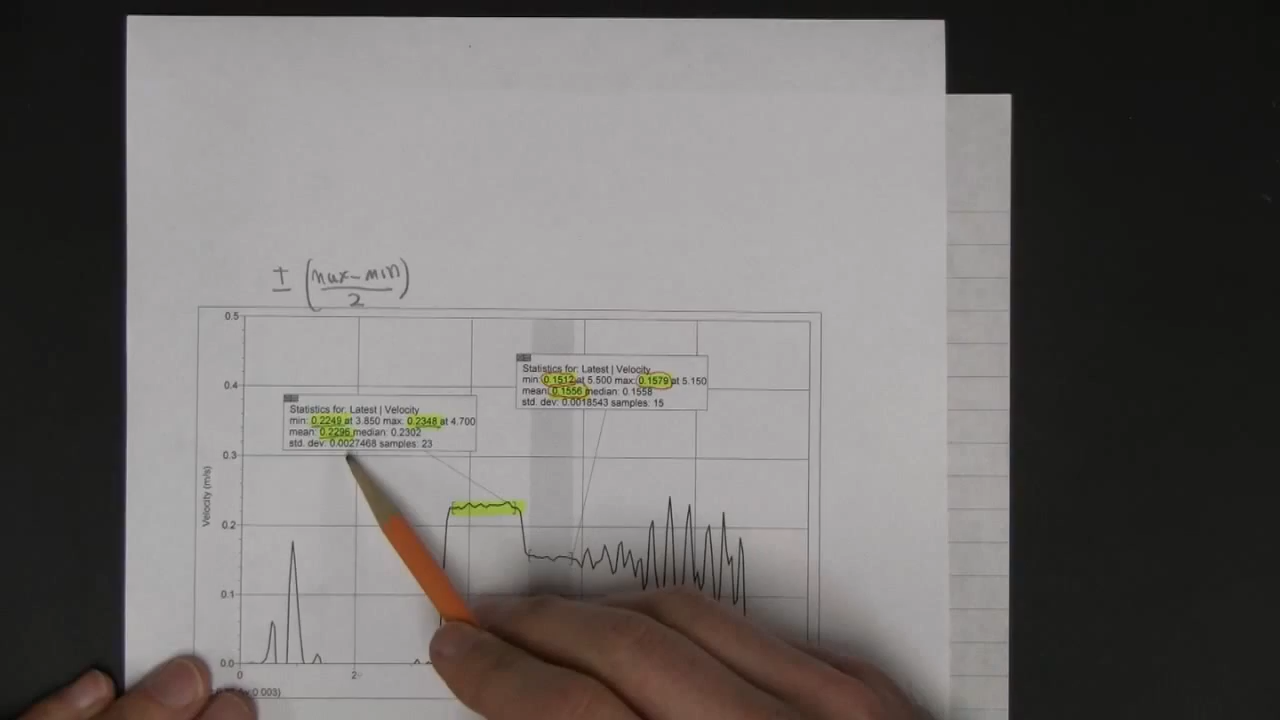 ± (max-min)
2
0.5
Statistics for: Latest | Velocity
min: 0.1512 at 5.500 max: 0.1579 at 5.150
mean: 0.1556 median: 0.1558
std. dev: 0.0018543 samples: 15
0.4
Statistics for: Latest | Velocity
min: 0.2249 at 3.850 max: 0.2348 at 4.700
mean: 0.2296 median: 0.2302
std. dev: 0.0027468 samples: 23
0.3
Velocity (m/s)
0.2
0.1
0.0
0
2
003)